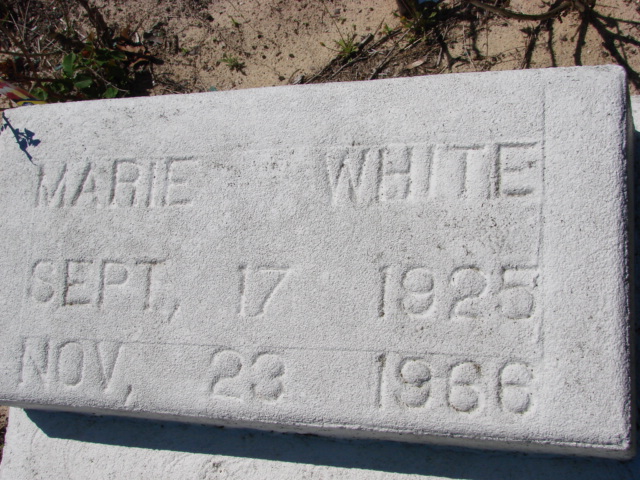 MARIE WHITE
SEPT, 17 1925
NOV, 23 1966